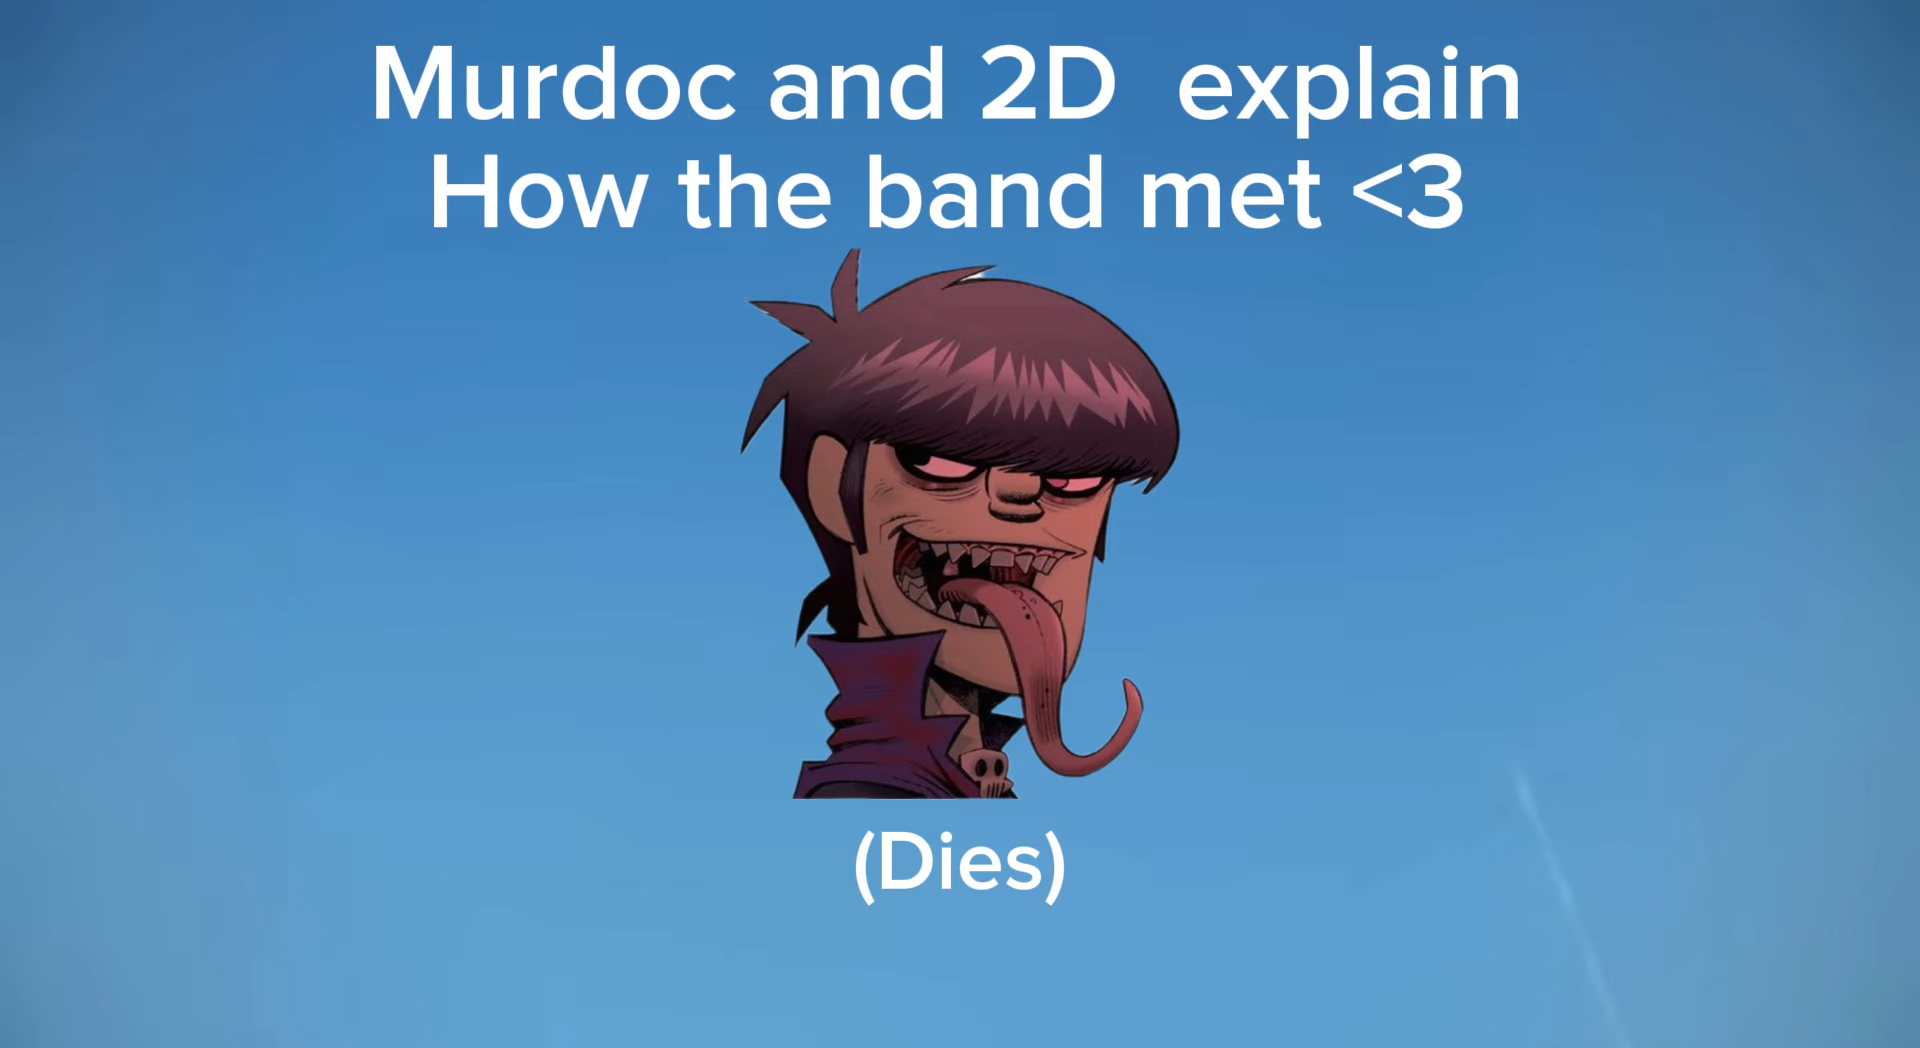 Murdoc and 2D  explain
How the band met <3
(Dies)